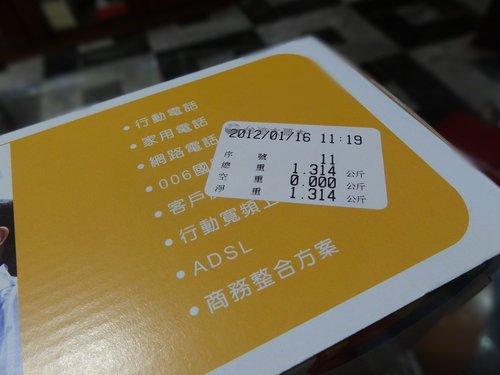 行動電話
家用電話
網路電話
006國
客戶
行動寬頻
ADSL
商務整合方案
2012/01/16 11:19
序 號 11
總 重 1.314 公斤
空 重 0.000 公斤
淨 重 1.314 公斤